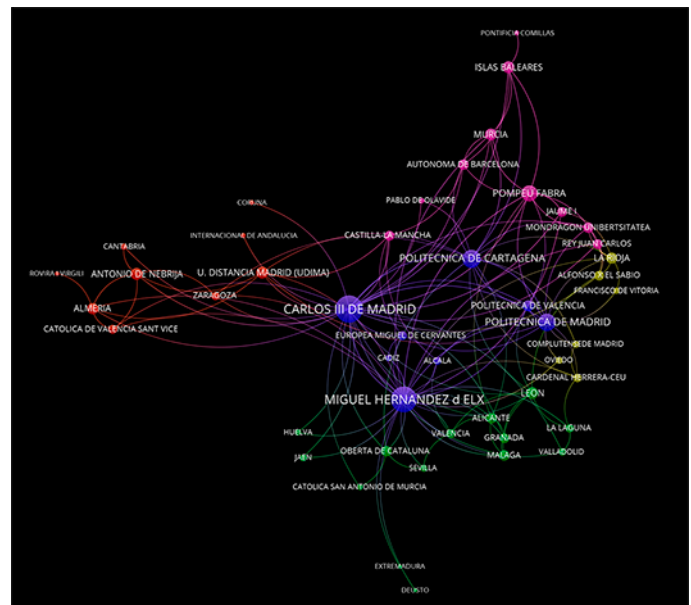 PONTIFICIA COMILLAS
ISLAS BALEARES
MURCIA
AUTONOMA DE BARCELONA
POMPEU FABRA
PABLO DE OLAVIDE
CORUNA
JAUME I
MONDRAGON UNIBERTSITATEA
INTERNACIONAL DE ANDALUCIA
CASTILLA-LA MANCHA
REY JUAN CARLOS
CANTABRIA
POLITECNICA DE CARTAGENA
LA RIOJA
ROVIRA I VIRGILI
ANTONIO DE NEBRIJA
U. DISTANCIA MADRID (UDIMA)
ALFONSO X EL SABIO
FRANCISCO DE VITORIA
ZARAGOZA
ALMERIA
CARLOS III DE MADRID
POLITECNICA DE VALENCIA
POLITECNICA DE MADRID
CATOLICA DE VALENCIA SANT VICE
EUROPEA MIGUEL DE CERVANTES
COMPLUTENSE DE MADRID
CADIZ
ALCALA
OVIEDO
CARDENAL HERRERA-CEU
MIGUEL HERNANDEZ d ELX
LEON
ALICANTE
LA LAGUNA
HUELVA
VALENCIA
GRANADA
OBERTA DE CATALUNA
VALLADOLID
JAEN
MALAGA
SEVILLA
CATOLICA SAN ANTONIO DE MURCIA
EXTREMADURA
DEUSTO